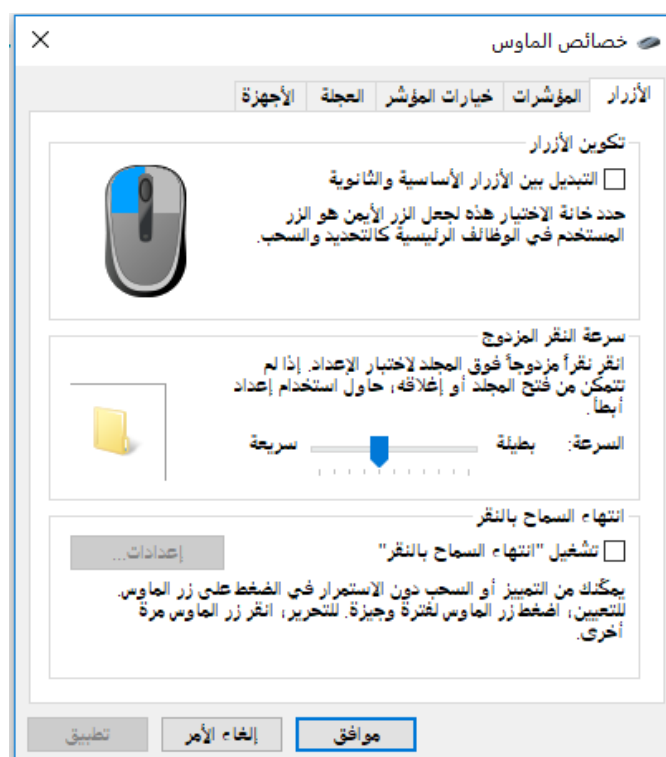 خصائص الماوس
الأزرار المؤشرات خيارات المؤشر العجلة الأجهزة
تكوين الأزرار
التبديل بين الأزرار الأساسية والثانوية
حدد خانة الاختيار هذه لجعل الزر الأيمن هو الزر
المستخدم في الوظائف الرئيسية كالتحديد والسحب.
سرعة النقر المزدوج
انقر نقراً مزدوجاً فوق المجلد لاختبار الإعداد. إذا لم
تتمكن من فتح المجلد أو إغلاقه، حاول استخدام إعداد
أبطأ.
السرعة: بطيئة سريعة
انتهاء السماح بالنقر
تشغيل "انتهاء السماح بالنقر" إعدادات...
يمكّنك من التمييز أو السحب دون الاستمرار في الضغط على زر الماوس.
للتعيين، اضغط زر الماوس لفترة وجيزة. للتحرير، انقر زر الماوس مرة
أخرى.
موافق إلغاء الأمر تطبيق